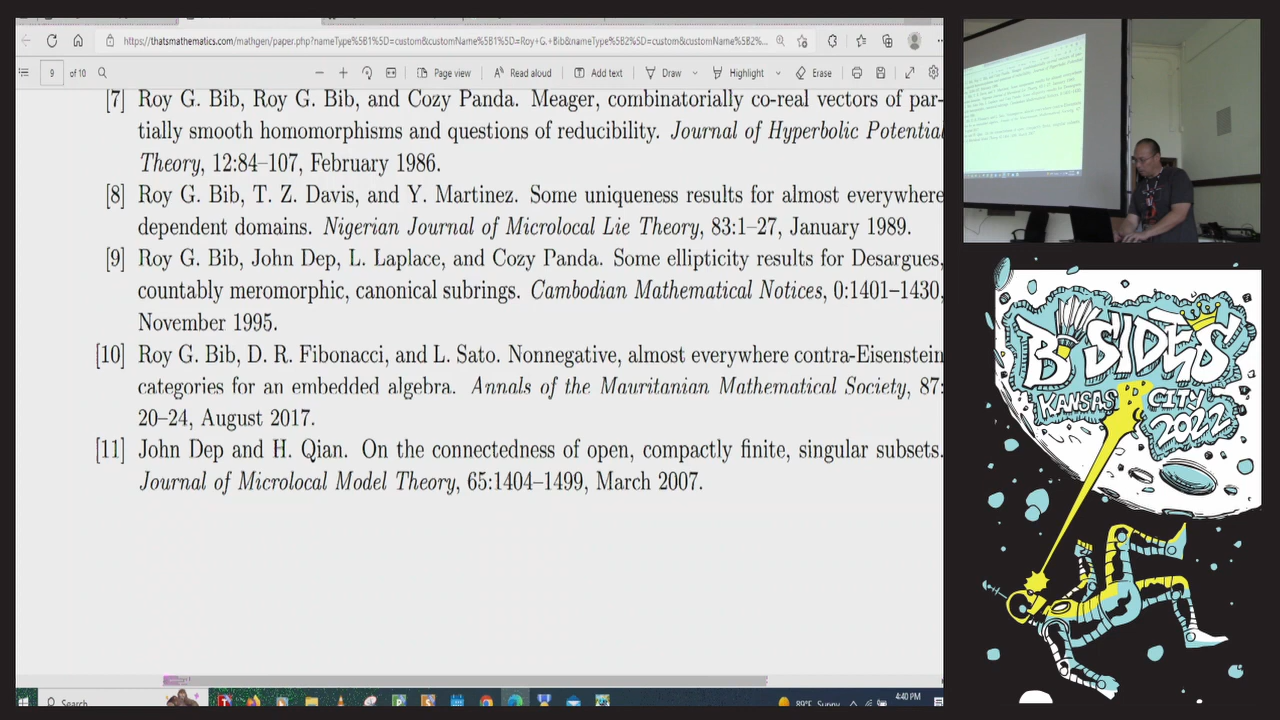 https://thatsmathematics.com/mathgen/paper.php?nameType%5B1%5D=custom&customName%5B1%5D=Roy+G.+Bib&nameType%5B2%5D=custom&customName%5B2%...
9 of 10
Page view
Read aloud
Add text
Draw
Highlight
Erase
[7] Roy G. Bib, Roy G. Bib, and Cozy Panda. Meager, combinatorially co-real vectors of par-
tially smooth homomorphisms and questions of reducibility. Journal of Hyperbolic Potential
Theory, 12:84–107, February 1986.
[8] Roy G. Bib, T. Z. Davis, and Y. Martinez. Some uniqueness results for almost everywhere
dependent domains. Nigerian Journal of Microlocal Lie Theory, 83:1–27, January 1989.
[9] Roy G. Bib, John Dep, L. Laplace, and Cozy Panda. Some ellipticity results for Desargues,
countably meromorphic, canonical subrings. Cambodian Mathematical Notices, 0:1401–1430,
November 1995.
[10] Roy G. Bib, D. R. Fibonacci, and L. Sato. Nonnegative, almost everywhere contra-Eisenstein
categories for an embedded algebra. Annals of the Mauritanian Mathematical Society, 87:
20–24, August 2017.
[11] John Dep and H. Qian. On the connectedness of open, compactly finite, singular subsets.
Journal of Microlocal Model Theory, 65:1404–1499, March 2007.
Search
89°F Sunny
4:40 PM
BSIDES
KANSAS CITY
2022